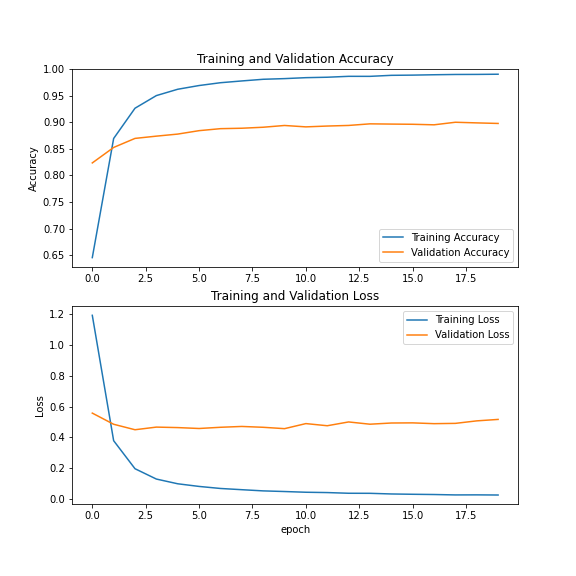 Training and Validation Accuracy
1.00
0.95
0.90
0.85
0.80
0.75
0.70
0.65
Accuracy
Training Accuracy
Validation Accuracy
0.0 2.5 5.0 7.5 10.0 12.5 15.0 17.5
Training and Validation Loss
1.2
1.0
0.8
0.6
0.4
0.2
0.0
Loss
Training Loss
Validation Loss
0.0 2.5 5.0 7.5 10.0 12.5 15.0 17.5
epoch